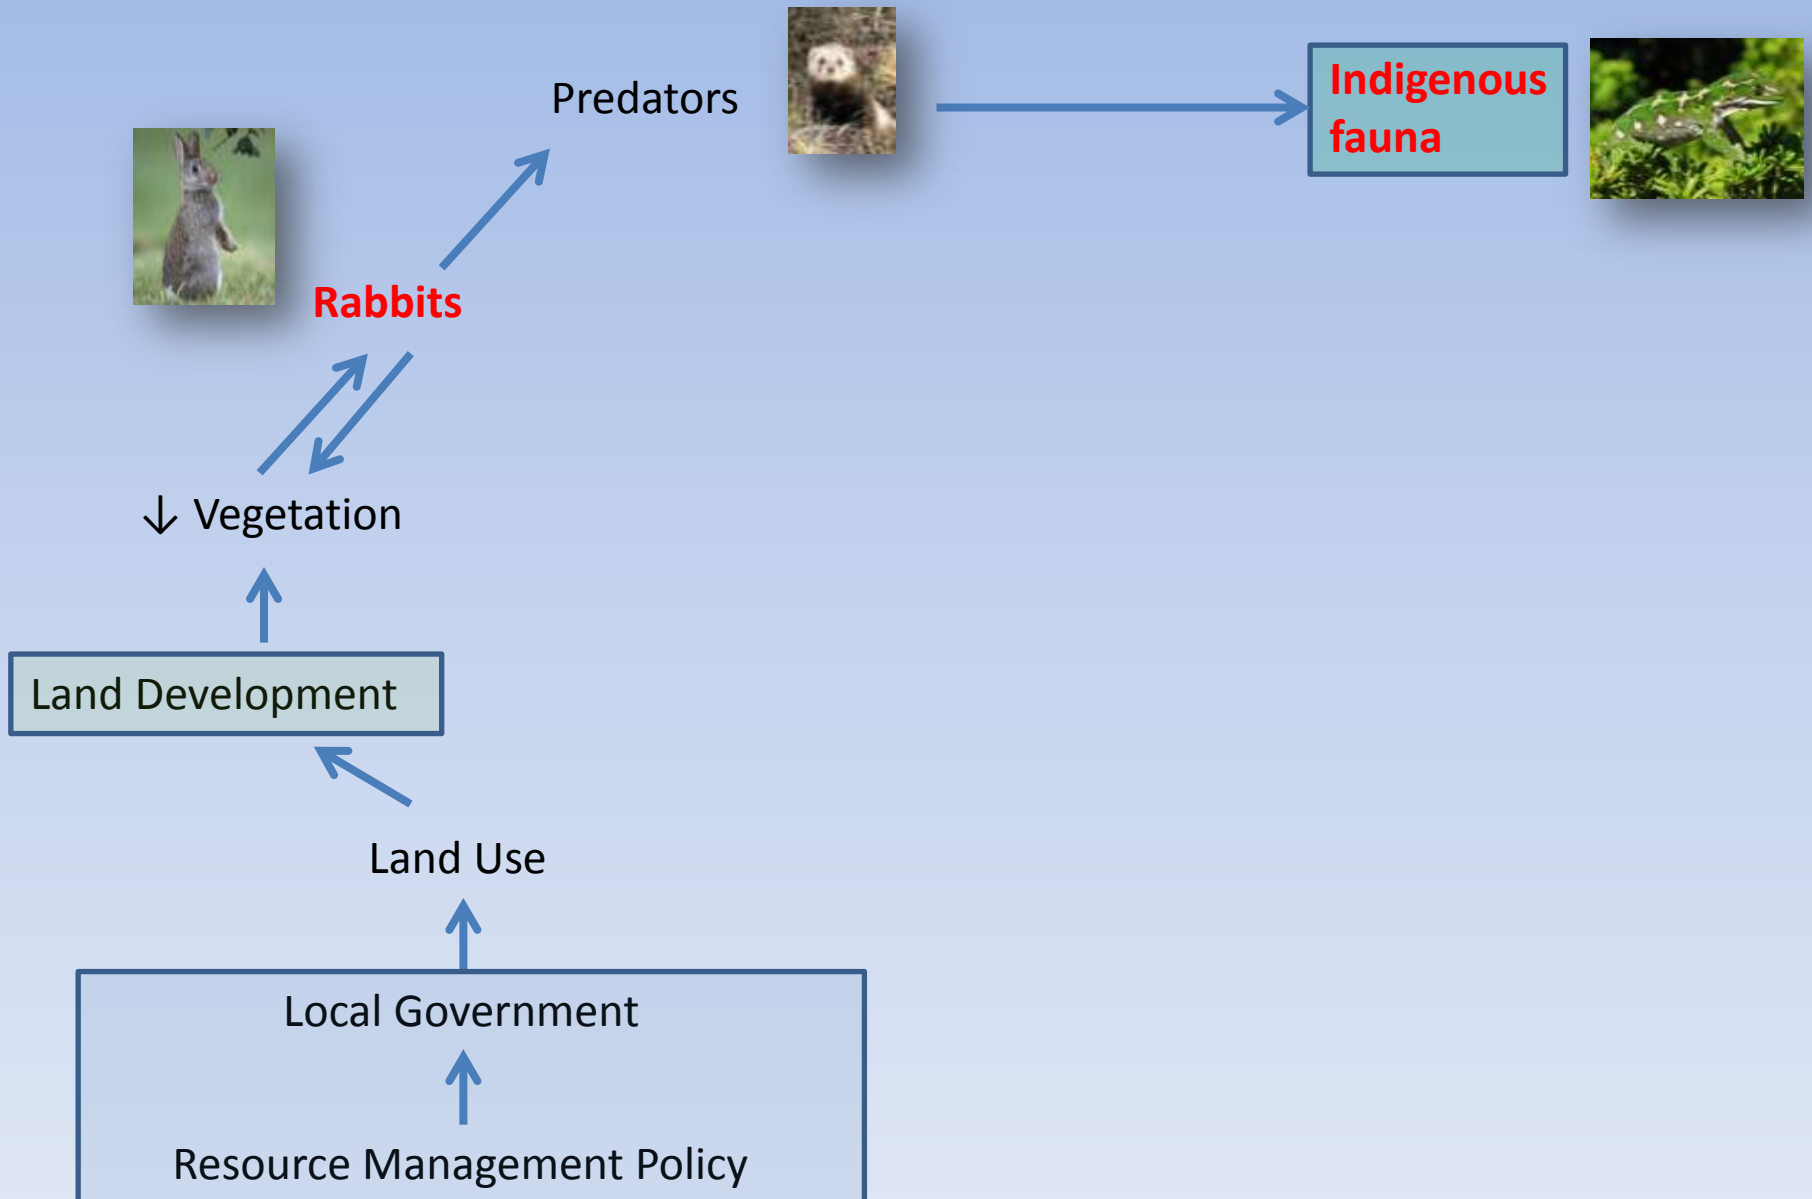 Predators
Indigenous
fauna
Rabbits
↓ Vegetation
Land Development
Land Use
Local Government
Resource Management Policy